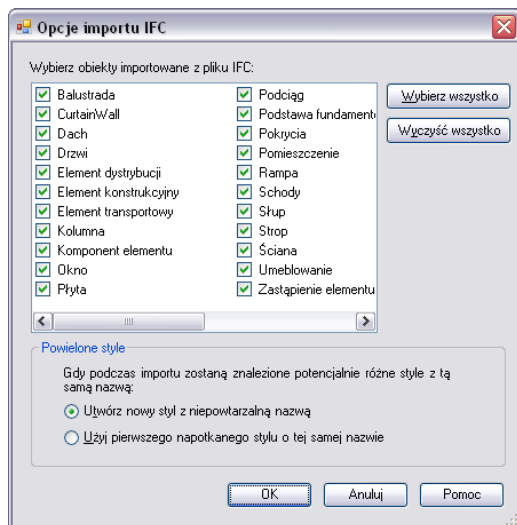 Opcje importu IFC
Wybierz obiekty importowane z pliku IFC:
Balustrada
CurtainWall
Dach
Drzwi
Element dystrybucji
Element konstrukcyjny
Element transportowy
Kolumna
Komponent elementu
Okno
Płyta
Podciąg
Podstawa fundament
Pokrycia
Pomieszczenie
Rampa
Schody
Słup
Strop
Ściana
Umeblowanie
Zastąpienie elementu
Wybierz wszystko
Wyczyść wszystko
Powielone style
Gdy podczas importu zostaną znalezione potencjalnie różne style z tą
samą nazwą:
Utwórz nowy styl z niepowtarzalną nazwą
Użyj pierwszego napotkanego stylu o tej samej nazwie
OK
Anuluj
Pomoc